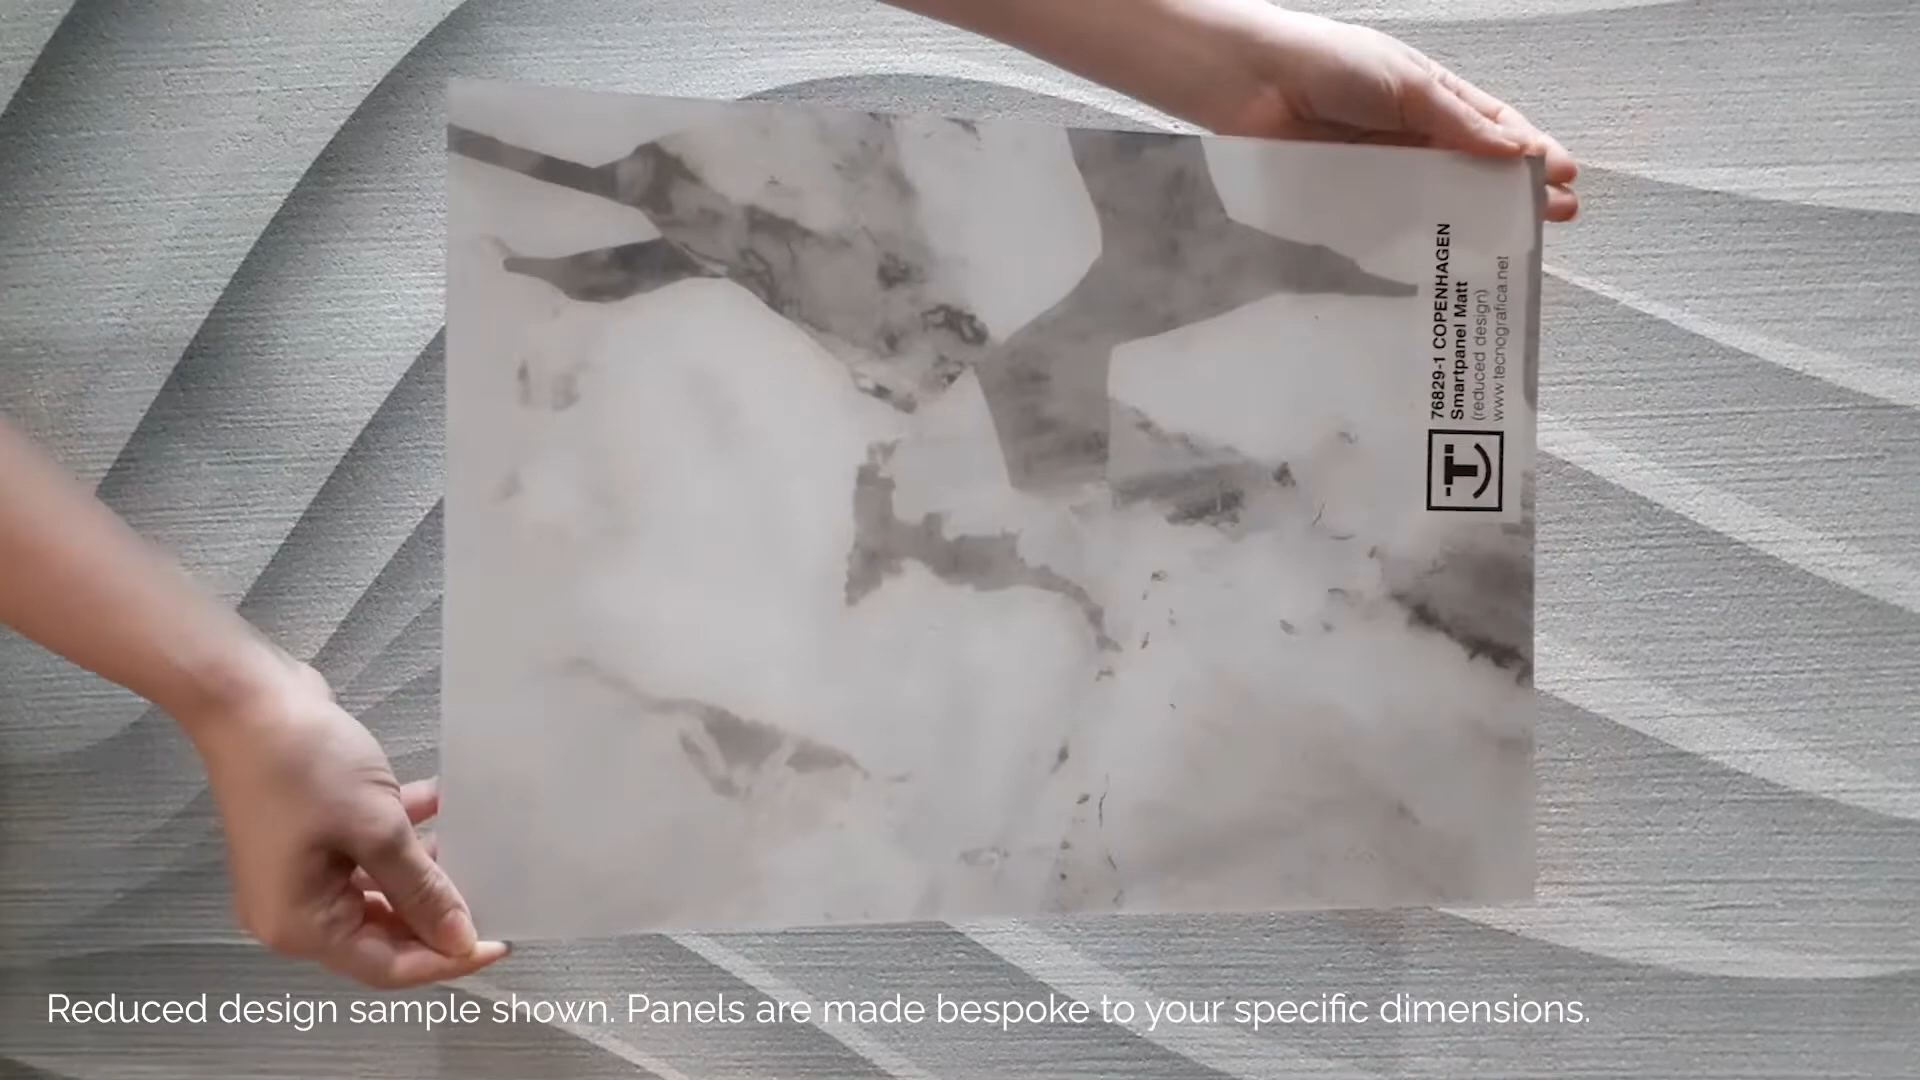 76829-1 COPENHAGEN
Smartpanel Matt
(reduced design)
www.tecnografica.net
Reduced design sample shown. Panels are made bespoke to your specific dimensions.